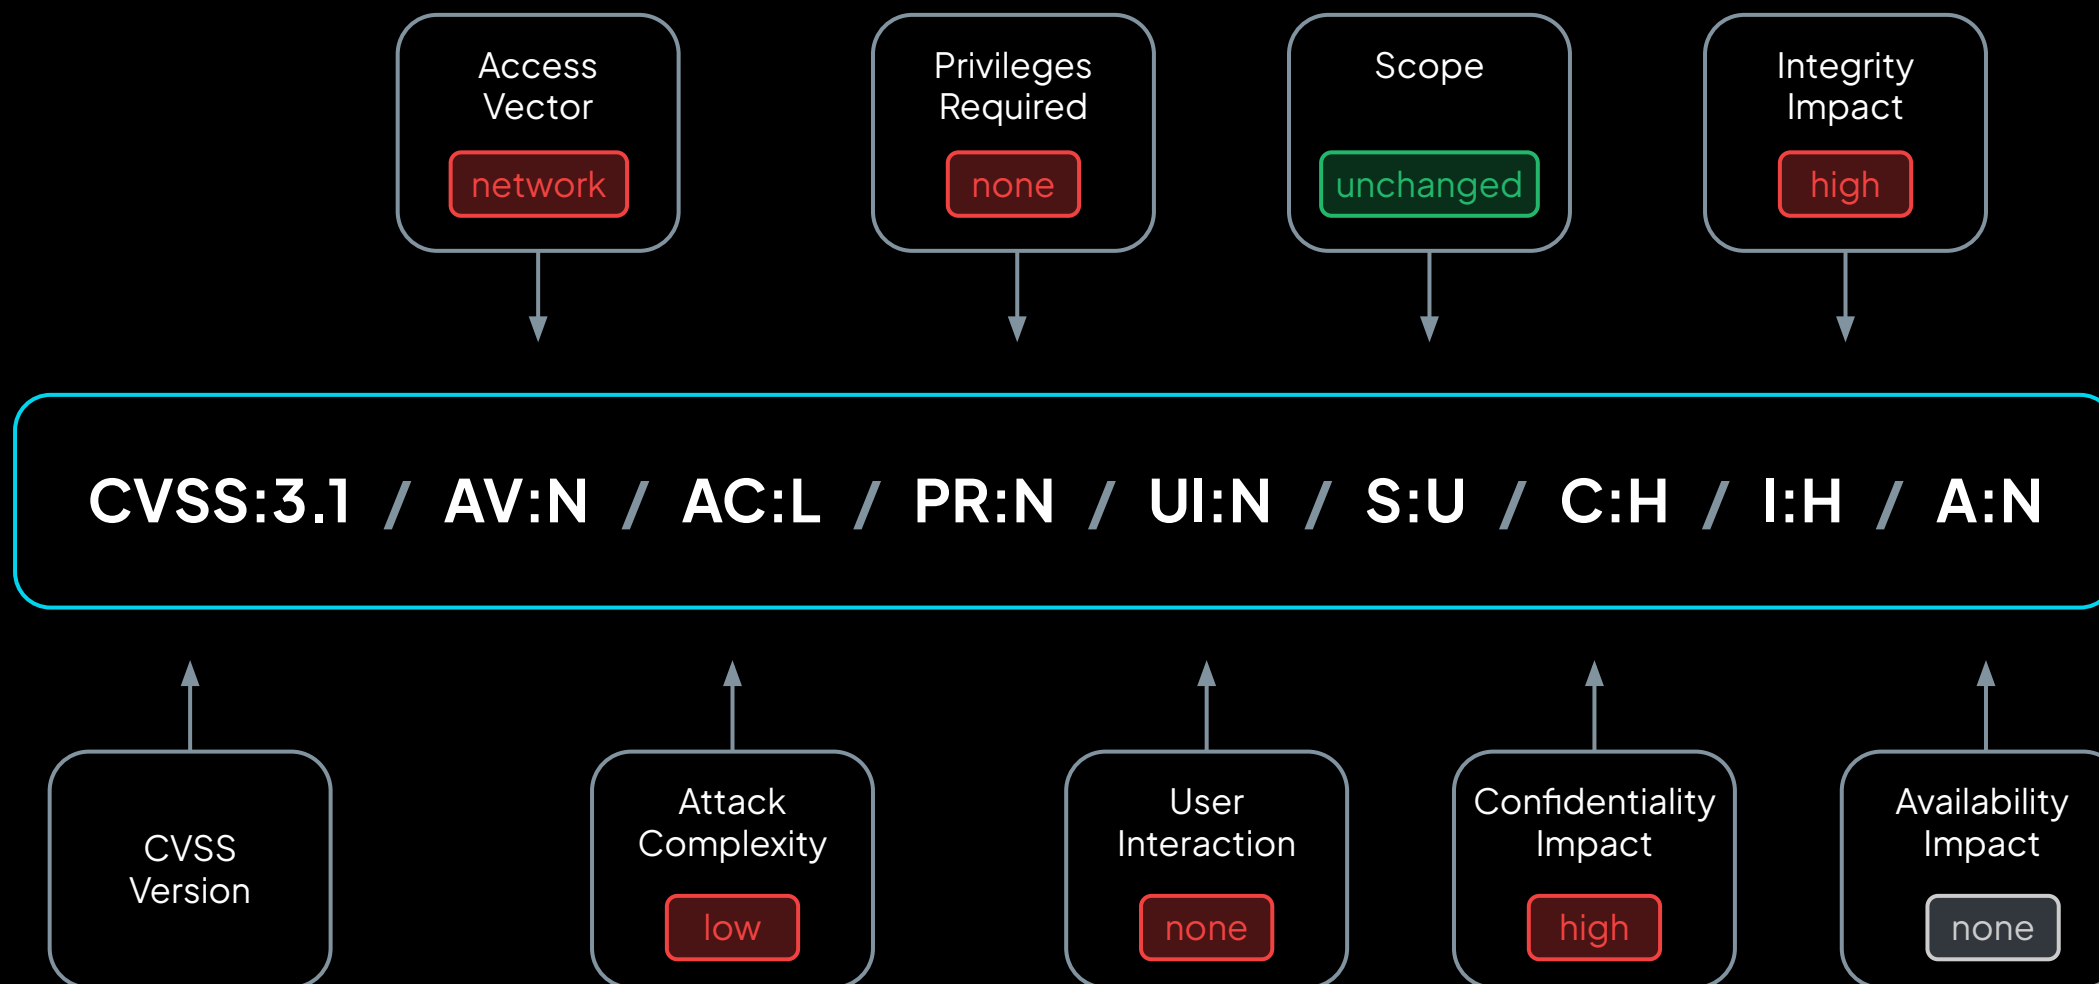 Access
Vector
network
Privileges
Required
none
Scope
unchanged
Integrity
Impact
high
CVSS:3.1 / AV:N / AC:L / PR:N / UI:N / S:U / C:H / I:H / A:N
CVSS
Version
Attack
Complexity
low
User
Interaction
none
Confidentiality
Impact
high
Availability
Impact
none